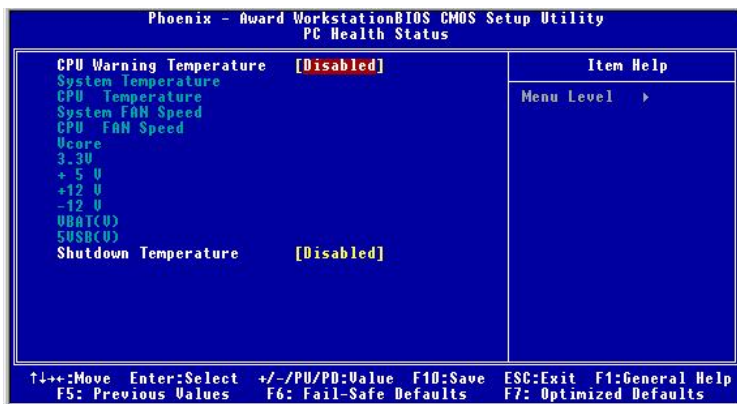 Phoenix - Award WorkstationBIOS CMOS Setup Utility
PC Health Status
CPU Warning Temperature [Disabled]
System Temperature
CPU Temperature
System FAN Speed
CPU FAN Speed
Vcore
3.3V
+ 5 V
+12 V
-12 V
VBAT(V)
5VSB(V)
Shutdown Temperature [Disabled]
Item Help
Menu Level ▸
↑↓→←:Move Enter:Select +/-/PU/PD:Value F10:Save ESC:Exit F1:General Help
F5: Previous Values F6: Fail-Safe Defaults F7: Optimized Defaults